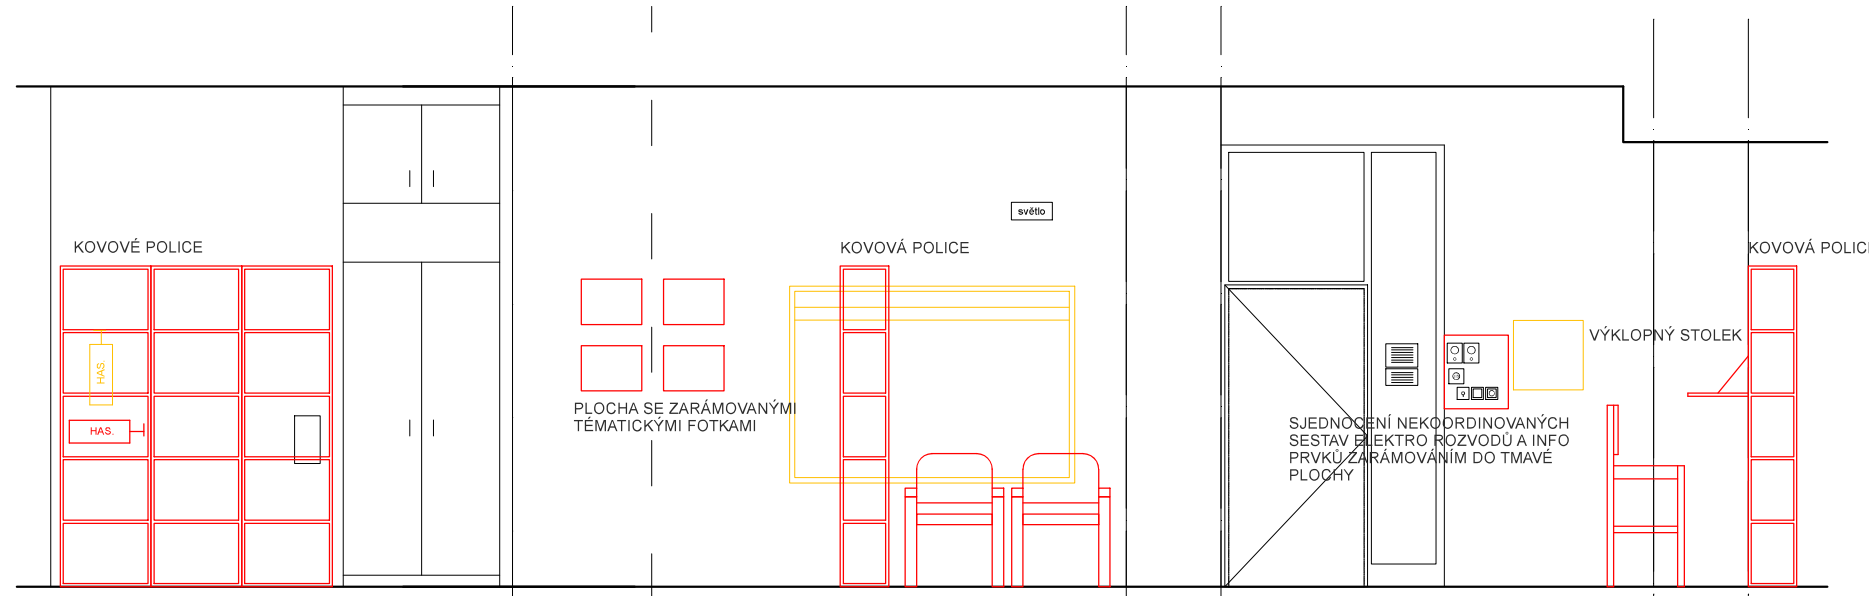 světlo
KOVOVÉ POLICE
KOVOVÁ POLICE
KOVOVÁ POLICE
VÝKLOPNÝ STOLEK
HAS.
HAS.
PLOCHA SE ZARÁMOVANÝMI
TÉMATICKÝMI FOTKAMI
SJEDNOCENÍ NEKOORDINOVANÝCH
SESTAV ELEKTRO ROZVODŮ A INFO
PRVKŮ ZARÁMOVÁNÍM DO TMAVÉ
PLOCHY